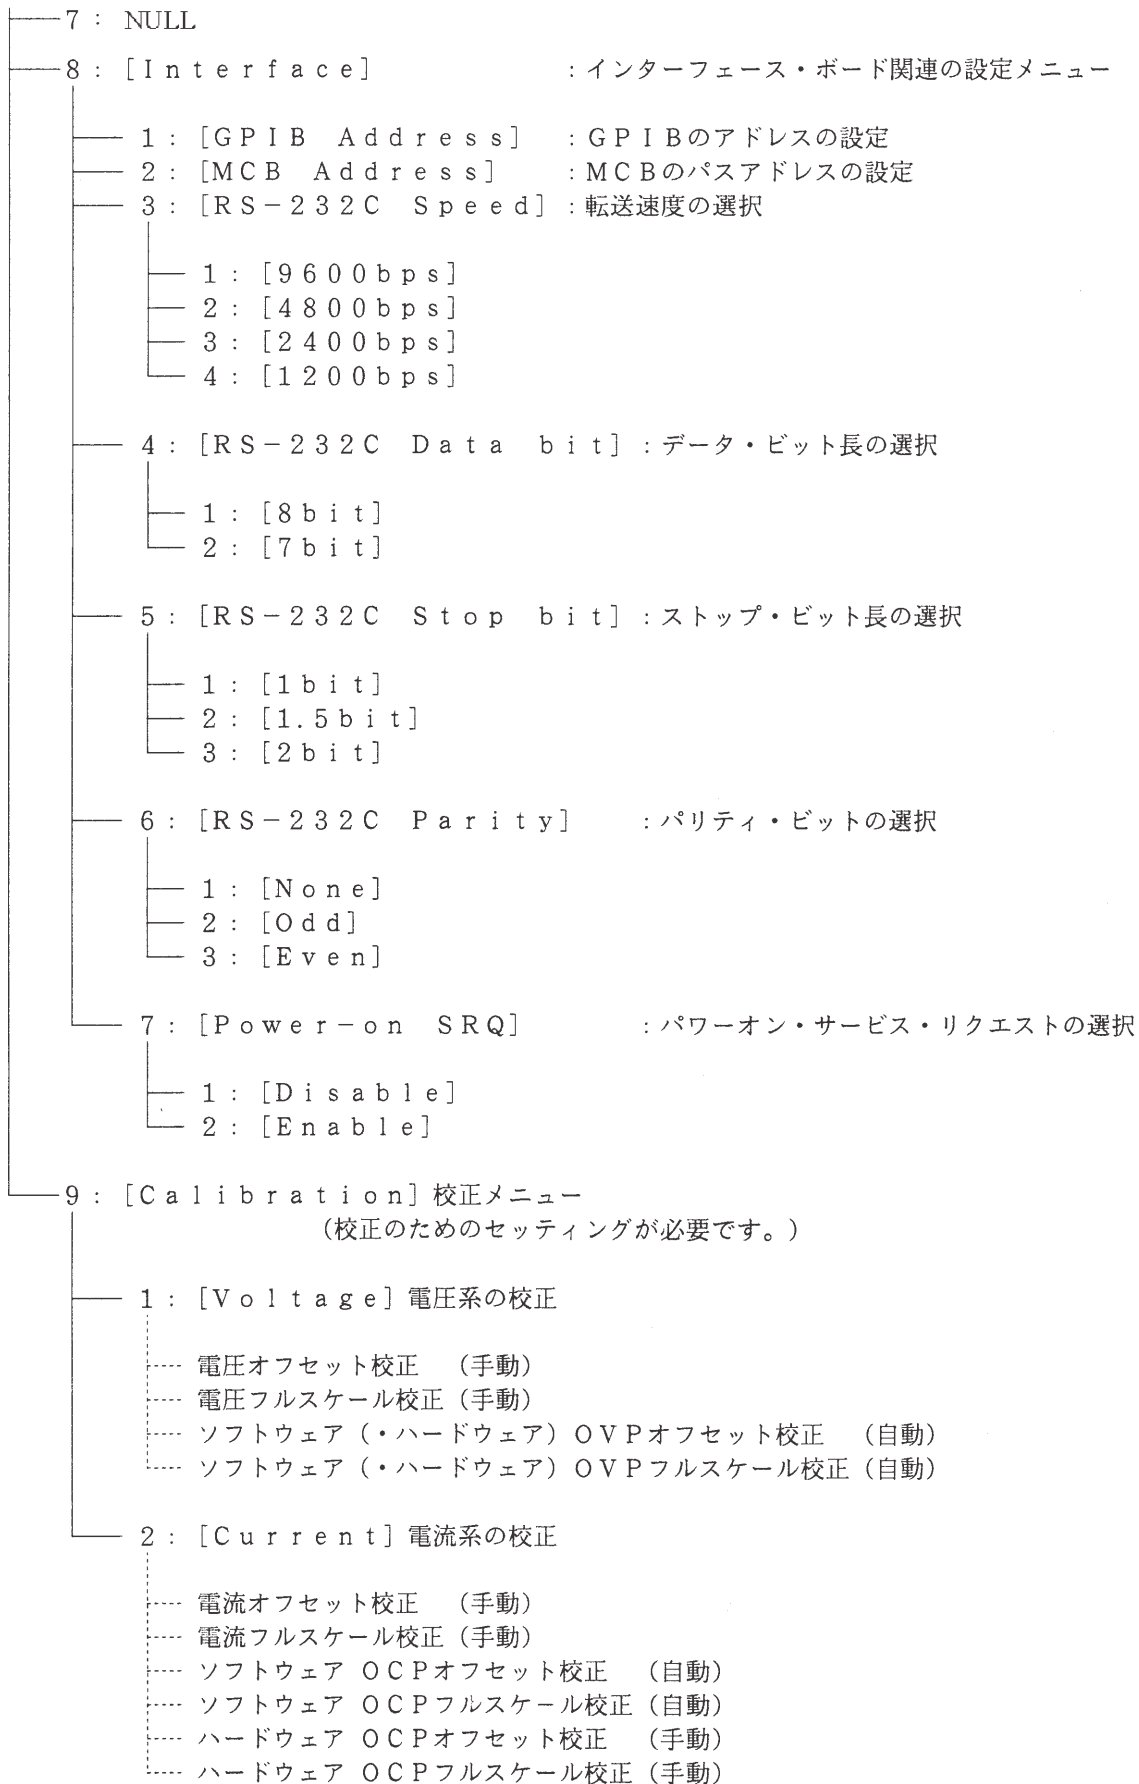 7： NULL
8：[Interface] ：インターフェース・ボード関連の設定メニュー
1：[GPIB Address] ：GPIBのアドレスの設定
2：[MCB Address] ：MCBのパスアドレスの設定
3：[RS-232C Speed]：転送速度の選択
1：[9600bps]
2：[4800bps]
3：[2400bps]
4：[1200bps]
4：[RS-232C Data bit]：データ・ビット長の選択
1：[8bit]
2：[7bit]
5：[RS-232C Stop bit]：ストップ・ビット長の選択
1：[1bit]
2：[1.5bit]
3：[2bit]
6：[RS-232C Parity] ：パリティ・ビットの選択
1：[None]
2：[Odd]
3：[Even]
7：[Power-on SRQ] ：パワーオン・サービス・リクエストの選択
1：[Disable]
2：[Enable]
9：[Calibration]校正メニュー
（校正のためのセッティングが必要です。）
1：[Voltage]電圧系の校正
電圧オフセット校正 （手動）
電圧フルスケール校正（手動）
ソフトウェア（・ハードウェア）OVPオフセット校正 （自動）
ソフトウェア（・ハードウェア）OVPフルスケール校正（自動）
2：[Current]電流系の校正
電流オフセット校正 （手動）
電流フルスケール校正（手動）
ソフトウェア OCPオフセット校正 （自動）
ソフトウェア OCPフルスケール校正（自動）
ハードウェア OCPオフセット校正 （手動）
ハードウェア OCPフルスケール校正（手動）